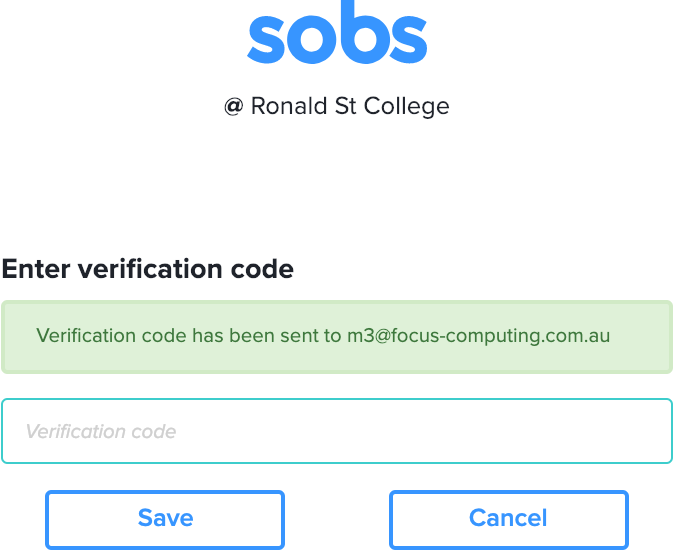 sobs
@ Ronald St College
Enter verification code
Verification code has been sent to m3@focus-computing.com.au
Verification code
Save
Cancel